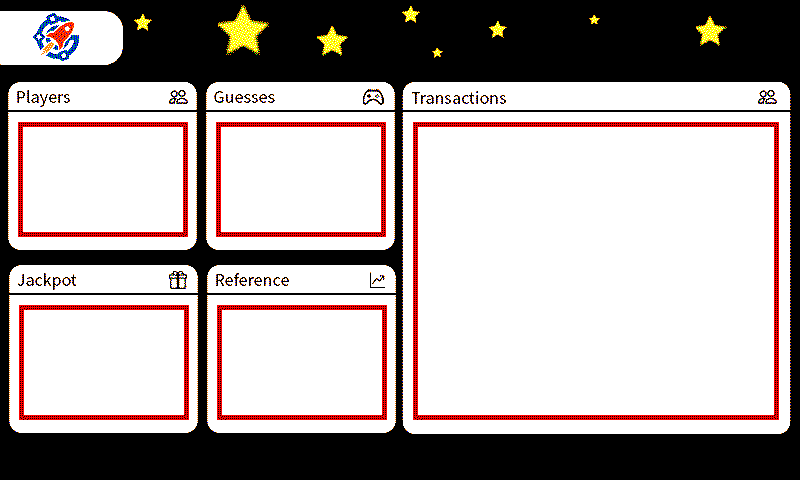 Players
Guesses
Transactions
Jackpot
Reference